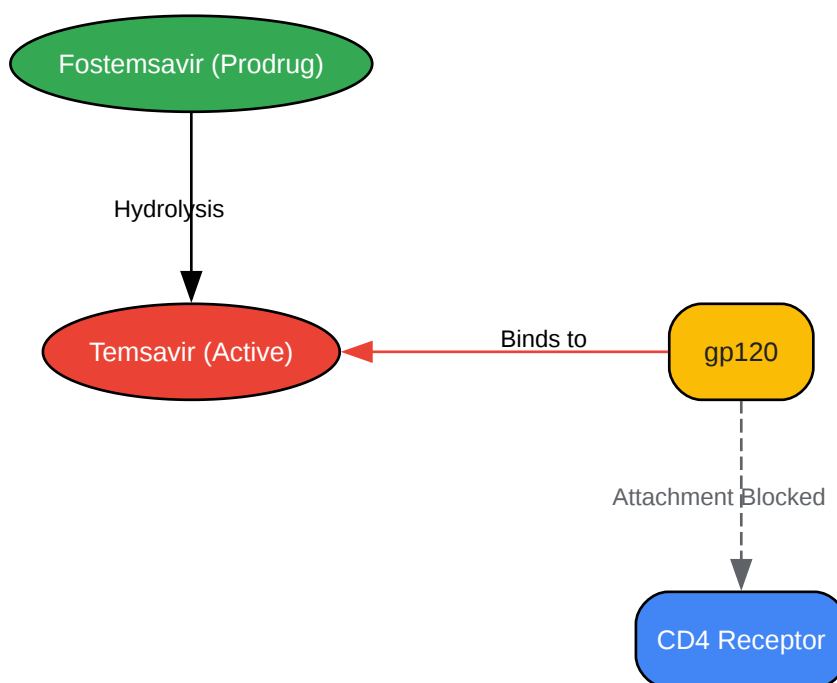 Fostemsavir (Prodrug)
Hydrolysis
Temsavir (Active)
Binds to
gp120
Attachment Blocked
CD4 Receptor